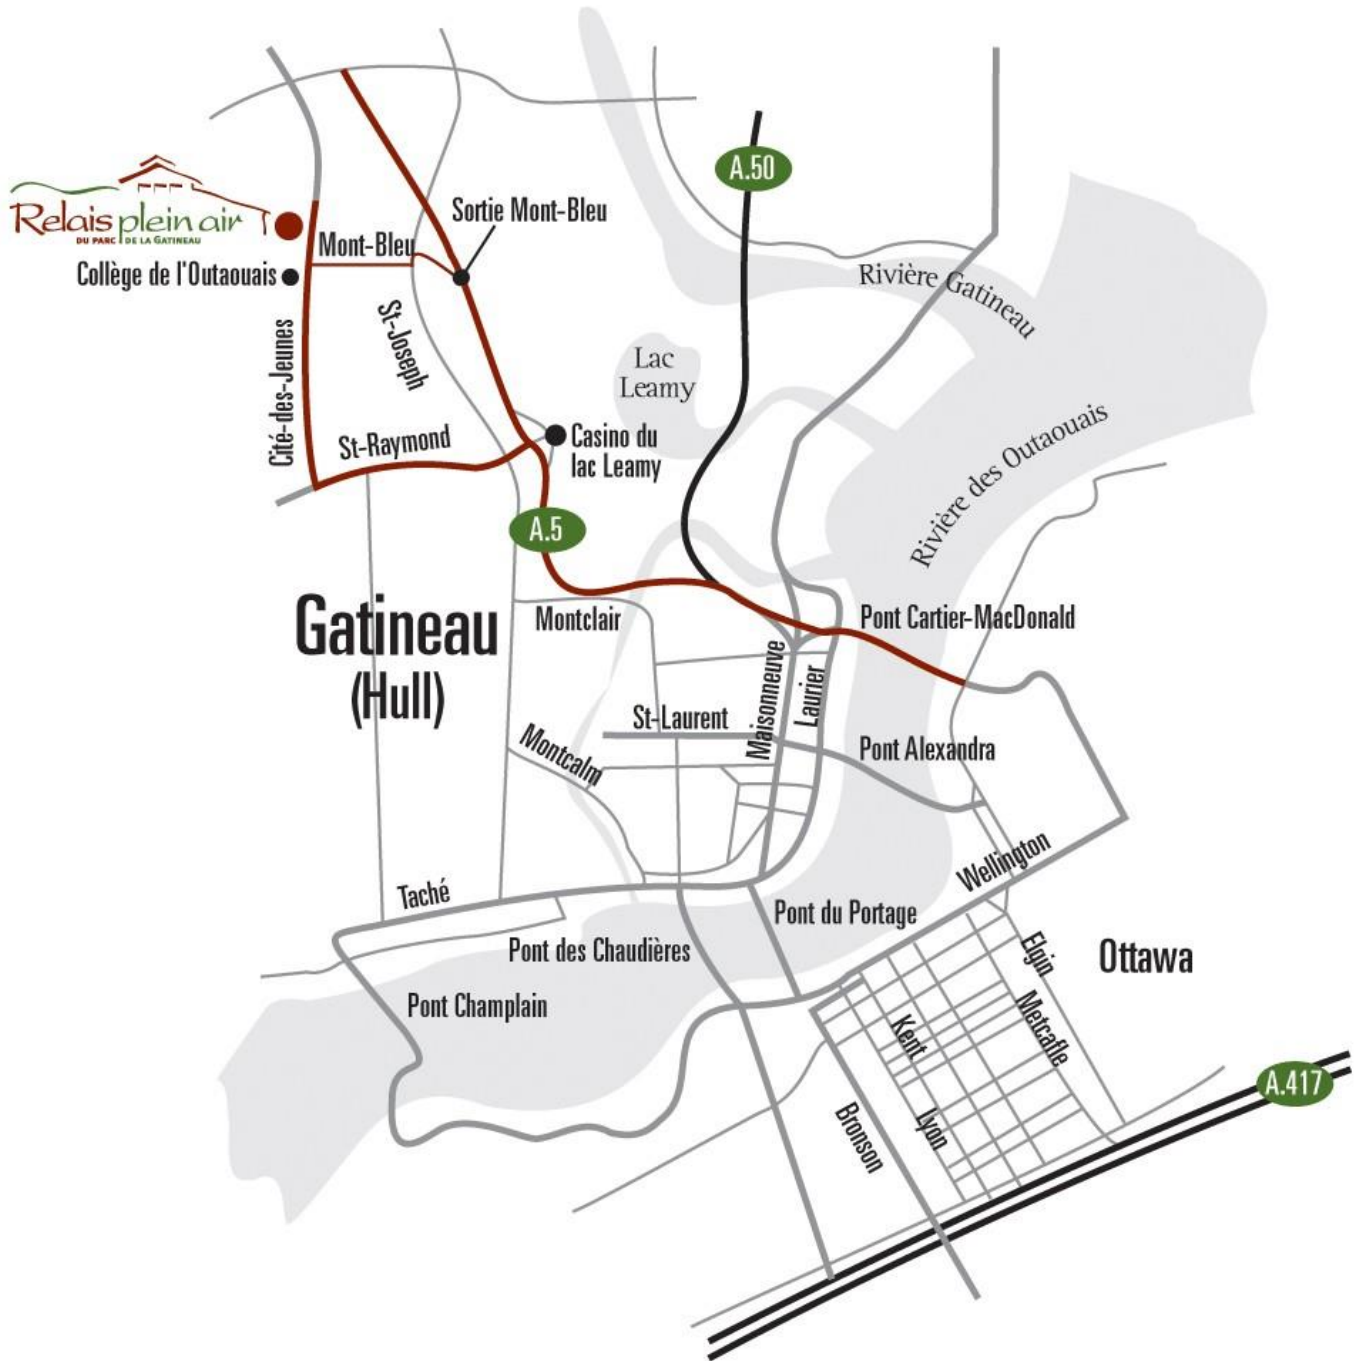 A.50
Sortie Mont-Bleu
Relais plein air
DU PARC DE LA GATINEAU
Mont-Bleu
Collège de l'Outaouais
Rivière Gatineau
St-Joseph
Cité-des-Jeunes
Lac
Leamy
St-Raymond
Casino du
lac Leamy
Rivière des Outaouais
A.5
Gatineau
(Hull)
Montclair
Pont Cartier-MacDonald
Maisonneuve
Laurier
St-Laurent
Montcalm
Pont Alexandra
Wellington
Taché
Pont du Portage
Pont des Chaudières
Elgin
Ottawa
Pont Champlain
Kent
Metcafle
A.417
Bronson
Lyon